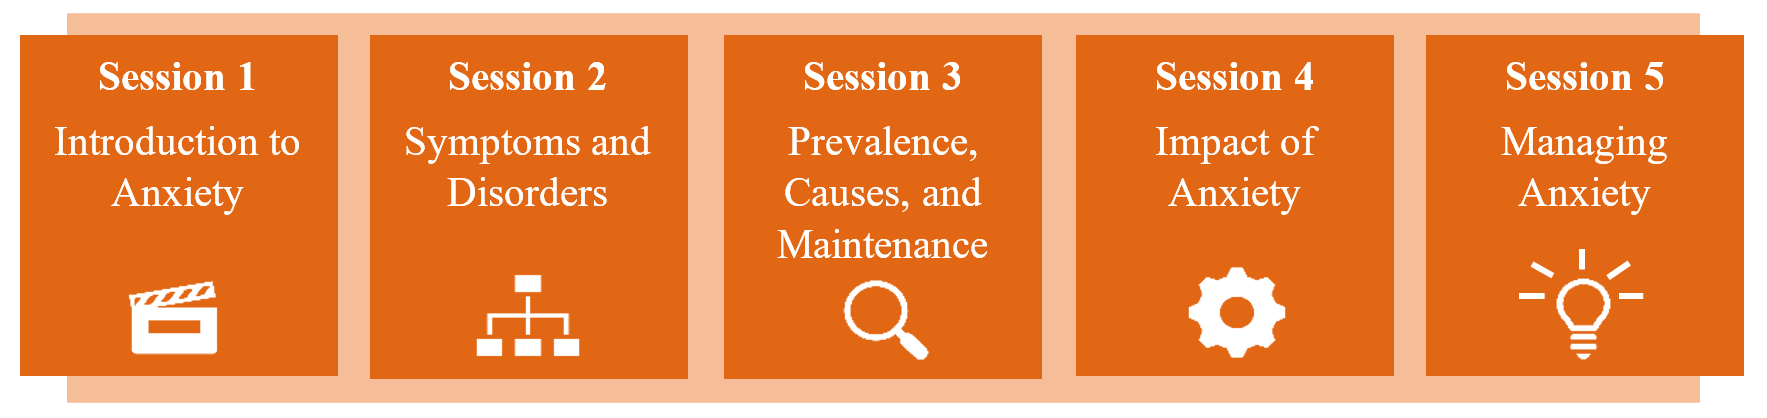 Session 1
Introduction to
Anxiety
Session 2
Symptoms and
Disorders
Session 3
Prevalence,
Causes, and
Maintenance
Session 4
Impact of
Anxiety
Session 5
Managing
Anxiety